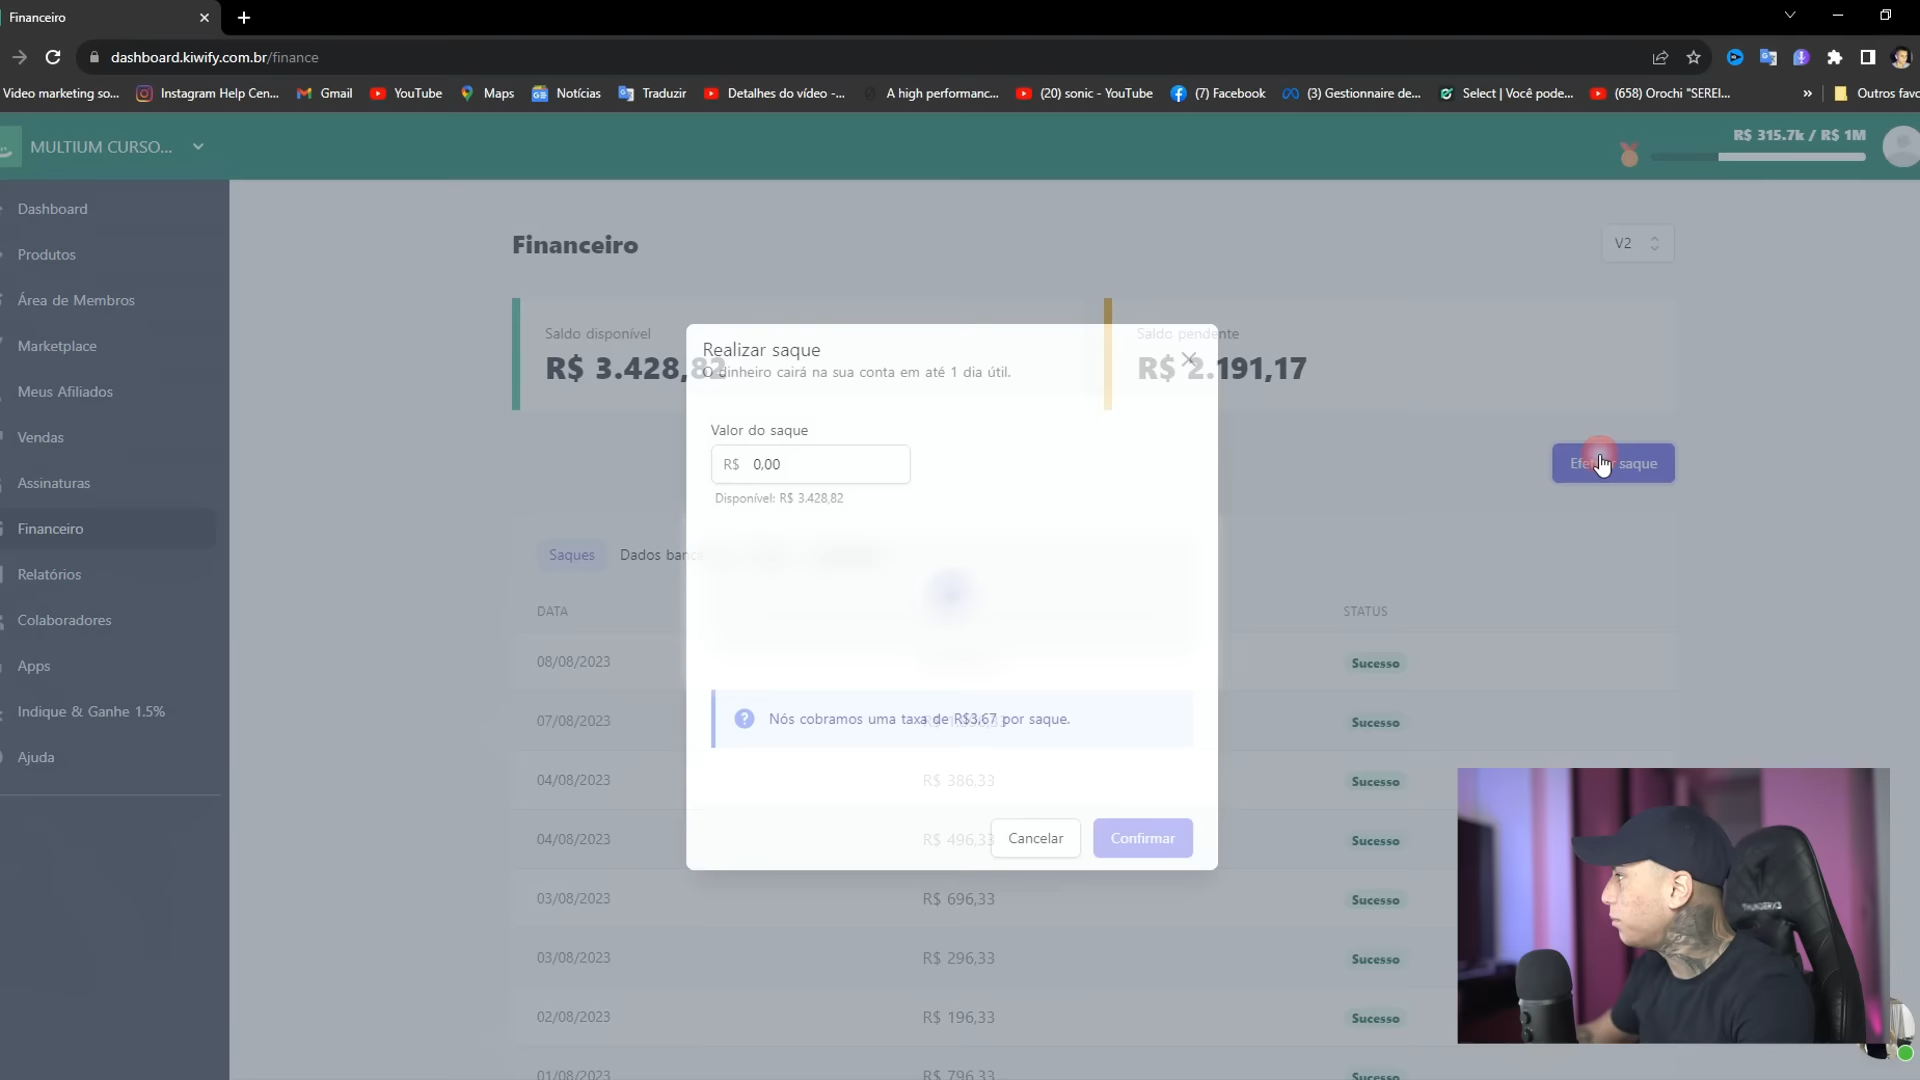 Financeiro
dashboard.kiwify.com.br/finance
Video marketing so...
Instagram Help Cen...
Gmail
YouTube
Maps
Notícias
Traduzir
Detalhes do vídeo -...
A high performanc...
(20) sonic - YouTube
(7) Facebook
(3) Gestionnaire de...
Select | Você pode...
(658) Orochi "SEREI...
»
Outros favo
MULTIUM CURSO...
R$ 315.7k / R$ 1M
Dashboard
Produtos
Área de Membros
Marketplace
Meus Afiliados
Vendas
Assinaturas
Financeiro
Relatórios
Colaboradores
Apps
Indique & Ganhe 1.5%
Ajuda
Financeiro
V2
Saldo disponível
R$ 3.428,82
Saldo pendente
R$ 2.191,17
Realizar saque
O dinheiro cairá na sua conta em até 1 dia útil.
Valor do saque
R$ 0,00
Disponível: R$ 3.428,82
saque
Saques
Dados banc
DATA
STATUS
08/08/2023
Sucesso
07/08/2023
Sucesso
Nós cobramos uma taxa de R$3,67 por saque.
04/08/2023
R$ 386,33
Sucesso
04/08/2023
R$ 496,33
Sucesso
Cancelar
Confirmar
03/08/2023
R$ 696,33
Sucesso
03/08/2023
R$ 296,33
Sucesso
02/08/2023
R$ 196,33
Sucesso
01/08/2023
R$ 796,33
Sucesso